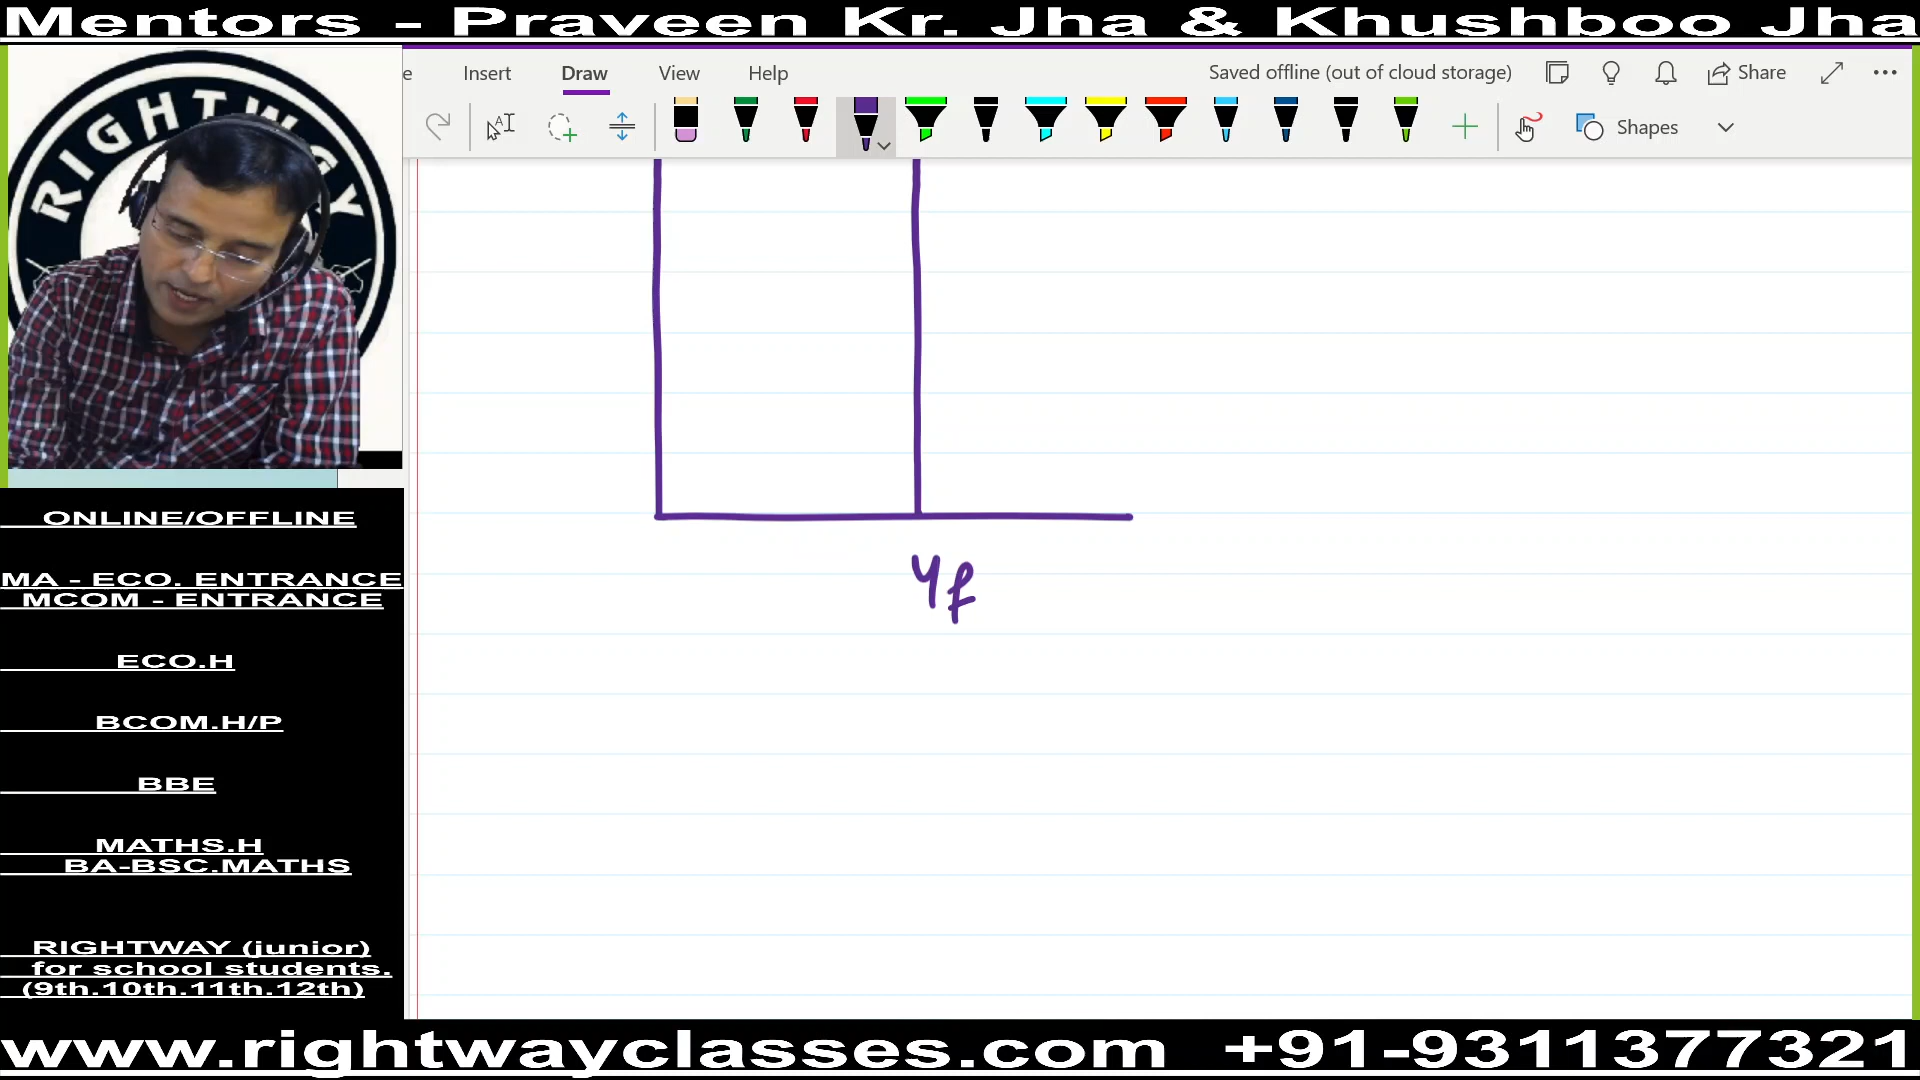 Mentors - Praveen Kr. Jha & Khushboo Jha
RIGHTWAY
Insert Draw View Help Saved offline (out of cloud storage) Share
Shapes
Yf
ONLINE/OFFLINE
MA - ECO. ENTRANCE
MCOM - ENTRANCE
ECO.H
BCOM.H/P
BBE
MATHS.H
BA-BSC.MATHS
RIGHTWAY (junior)
for school students.
(9th.10th.11th.12th)
www.rightwayclasses.com +91-9311377321